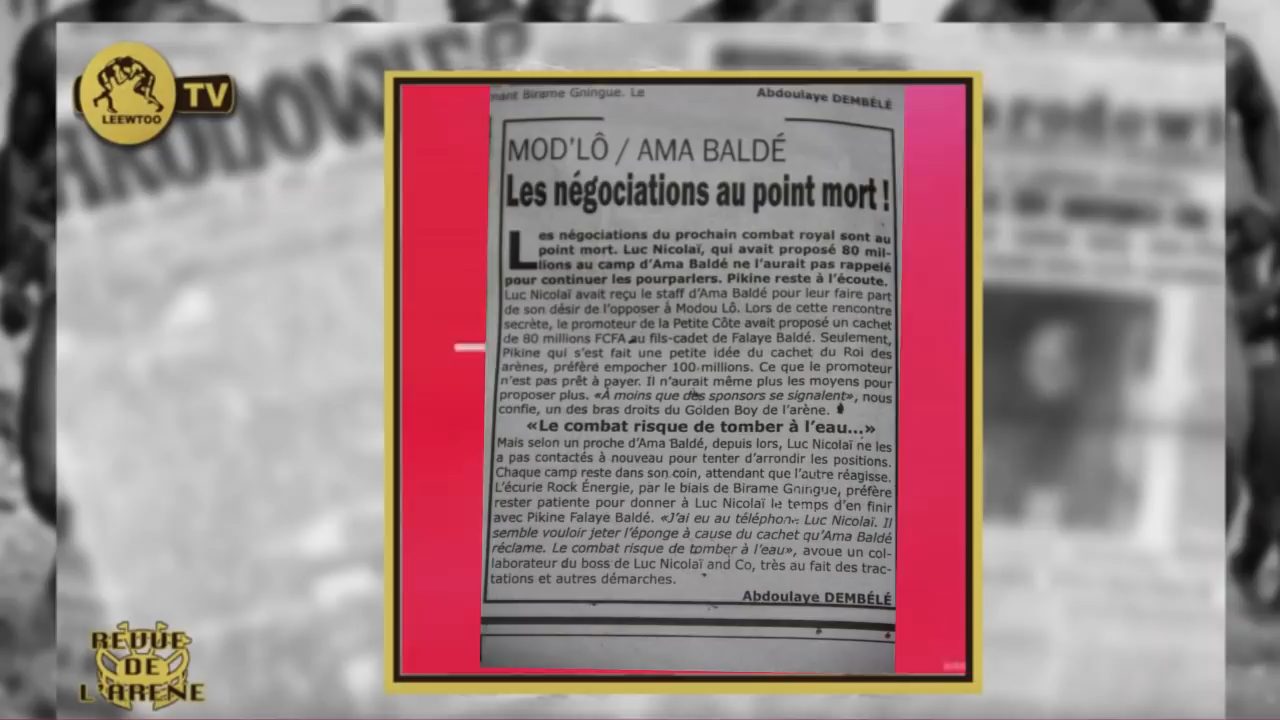 LEEWTOO
TV
nant Birame Gningue. Le
Abdoulaye DEMBÉLÉ
MOD'LÔ / AMA BALDÉ
Les négociations au point mort !
Les négociations du prochain combat royal sont au
point mort. Luc Nicolaï, qui avait proposé 80 mil-
lions au camp d'Ama Baldé ne l'aurait pas rappelé
pour continuer les pourparlers. Pikine reste à l'écoute.
Luc Nicolaï avait reçu le staff d'Ama Baldé pour leur faire part
de son désir de l'opposer à Modou Lô. Lors de cette rencontre
secrète, le promoteur de la Petite Côte avait proposé un cachet
de 80 millions FCFA au fils-cadet de Falaye Baldé. Seulement,
Pikine qui s'est fait une petite idée du cachet du Roi des
arènes, préfère empocher 100 millions. Ce que le promoteur
n'est pas prêt à payer. Il n'aurait même plus les moyens pour
proposer plus. «À moins que des sponsors se signalent», nous
confie, un des bras droits du Golden Boy de l'arène.
«Le combat risque de tomber à l'eau...»
Mais selon un proche d'Ama Baldé, depuis lors, Luc Nicolaï ne les
a pas contactés à nouveau pour tenter d'arrondir les positions.
Chaque camp reste dans son coin, attendant que l'autre réagisse.
L'écurie Rock Énergie, par le biais de Birame Gningue, préfère
rester patiente pour donner à Luc Nicolaï le temps d'en finir
avec Pikine Falaye Baldé. «J'ai eu au téléphone Luc Nicolaï. Il
semble vouloir jeter l'éponge à cause du cachet qu'Ama Baldé
réclame. Le combat risque de tomber à l'eau», avoue un col-
laborateur du boss de Luc Nicolaï and Co, très au fait des trac-
tations et autres démarches.
Abdoulaye DEMBÉLÉ
REVUE
DE
L'ARENE